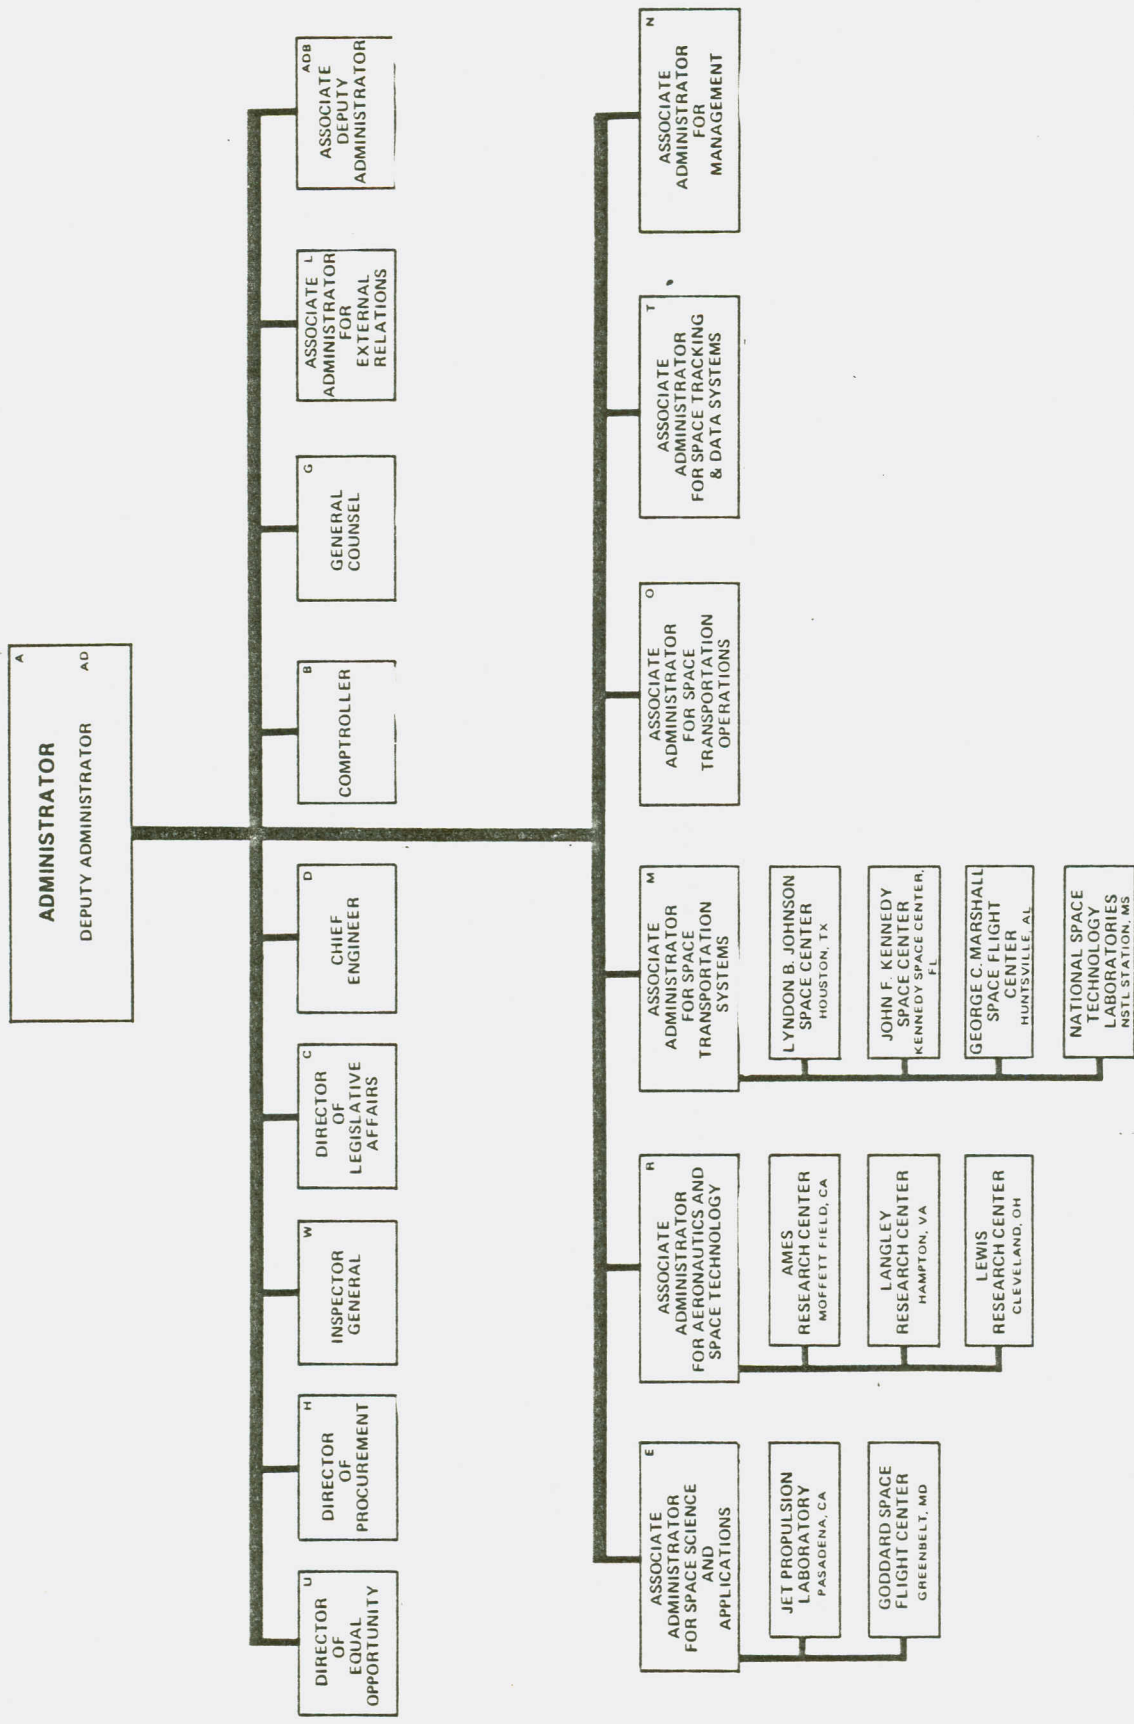 A
ADMINISTRATOR
DEPUTY ADMINISTRATOR
AD
U
DIRECTOR
OF
EQUAL
OPPORTUNITY
H
DIRECTOR
OF
PROCUREMENT
W
INSPECTOR
GENERAL
C
DIRECTOR
OF
LEGISLATIVE
AFFAIRS
D
CHIEF
ENGINEER
B
COMPTROLLER
G
GENERAL
COUNSEL
L
ASSOCIATE
ADMINISTRATOR
FOR
EXTERNAL
RELATIONS
ADB
ASSOCIATE
DEPUTY
ADMINISTRATOR
E
ASSOCIATE
ADMINISTRATOR
FOR SPACE SCIENCE
AND
APPLICATIONS
JET PROPULSION
LABORATORY
PASADENA, CA
GODDARD SPACE
FLIGHT CENTER
GREENBELT, MD
R
ASSOCIATE
ADMINISTRATOR
FOR AERONAUTICS AND
SPACE TECHNOLOGY
AMES
RESEARCH CENTER
MOFFETT FIELD, CA
LANGLEY
RESEARCH CENTER
HAMPTON, VA
LEWIS
RESEARCH CENTER
CLEVELAND, OH
M
ASSOCIATE
ADMINISTRATOR
FOR SPACE
TRANSPORTATION
SYSTEMS
LYNDON B. JOHNSON
SPACE CENTER
HOUSTON, TX
JOHN F. KENNEDY
SPACE CENTER
KENNEDY SPACE CENTER,
FL
GEORGE C. MARSHALL
SPACE FLIGHT
CENTER
HUNTSVILLE, AL
NATIONAL SPACE
TECHNOLOGY
LABORATORIES
NSTL STATION, MS
O
ASSOCIATE
ADMINISTRATOR
FOR SPACE
TRANSPORTATION
OPERATIONS
T
ASSOCIATE
ADMINISTRATOR
FOR SPACE TRACKING
& DATA SYSTEMS
N
ASSOCIATE
ADMINISTRATOR
FOR
MANAGEMENT